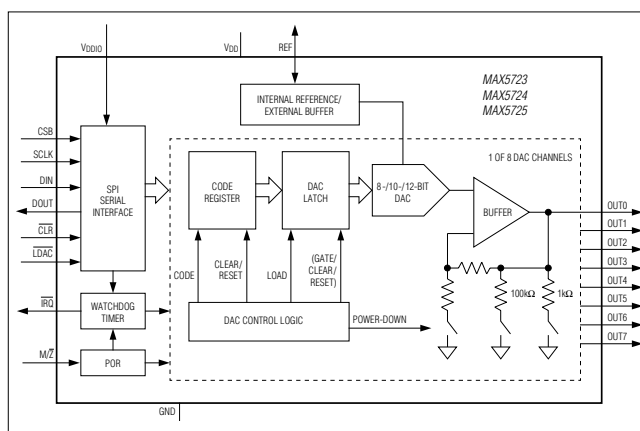 VDDIO
VDD
REF
MAX5723
MAX5724
MAX5725
INTERNAL REFERENCE/
EXTERNAL BUFFER
1 OF 8 DAC CHANNELS
CSB
SCLK
DIN
DOUT
CLR
LDAC
IRQ
M/Z
SPI
SERIAL
INTERFACE
CODE
REGISTER
DAC
LATCH
8-/10-/12-BIT
DAC
BUFFER
OUT0
OUT1
OUT2
OUT3
OUT4
OUT5
OUT6
OUT7
CODE
CLEAR/
RESET
LOAD
(GATE/
CLEAR/
RESET)
100kΩ
1kΩ
WATCHDOG
TIMER
DAC CONTROL LOGIC
POWER-DOWN
POR
GND